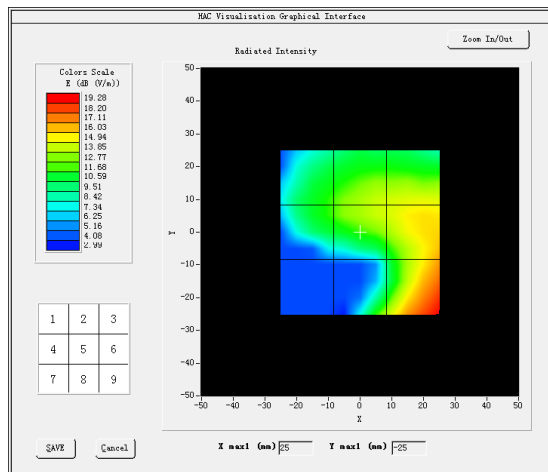 HAC Visualisation Graphical Interface
Zoom In/Out
Radiated Intensity
Colors Scale
E (dB (V/m))
19.28
18.20
17.11
16.03
14.94
13.85
12.77
11.68
10.59
9.51
8.42
7.34
6.25
5.16
4.08
2.99
50
40
30
20
10
0
-10
-20
-30
-40
-50
Y
-50 -40 -30 -20 -10 0 10 20 30 40 50
X
1 2 3
4 5 6
7 8 9
SAVE Cancel
X max1 (mm) 25 Y max1 (mm) -25